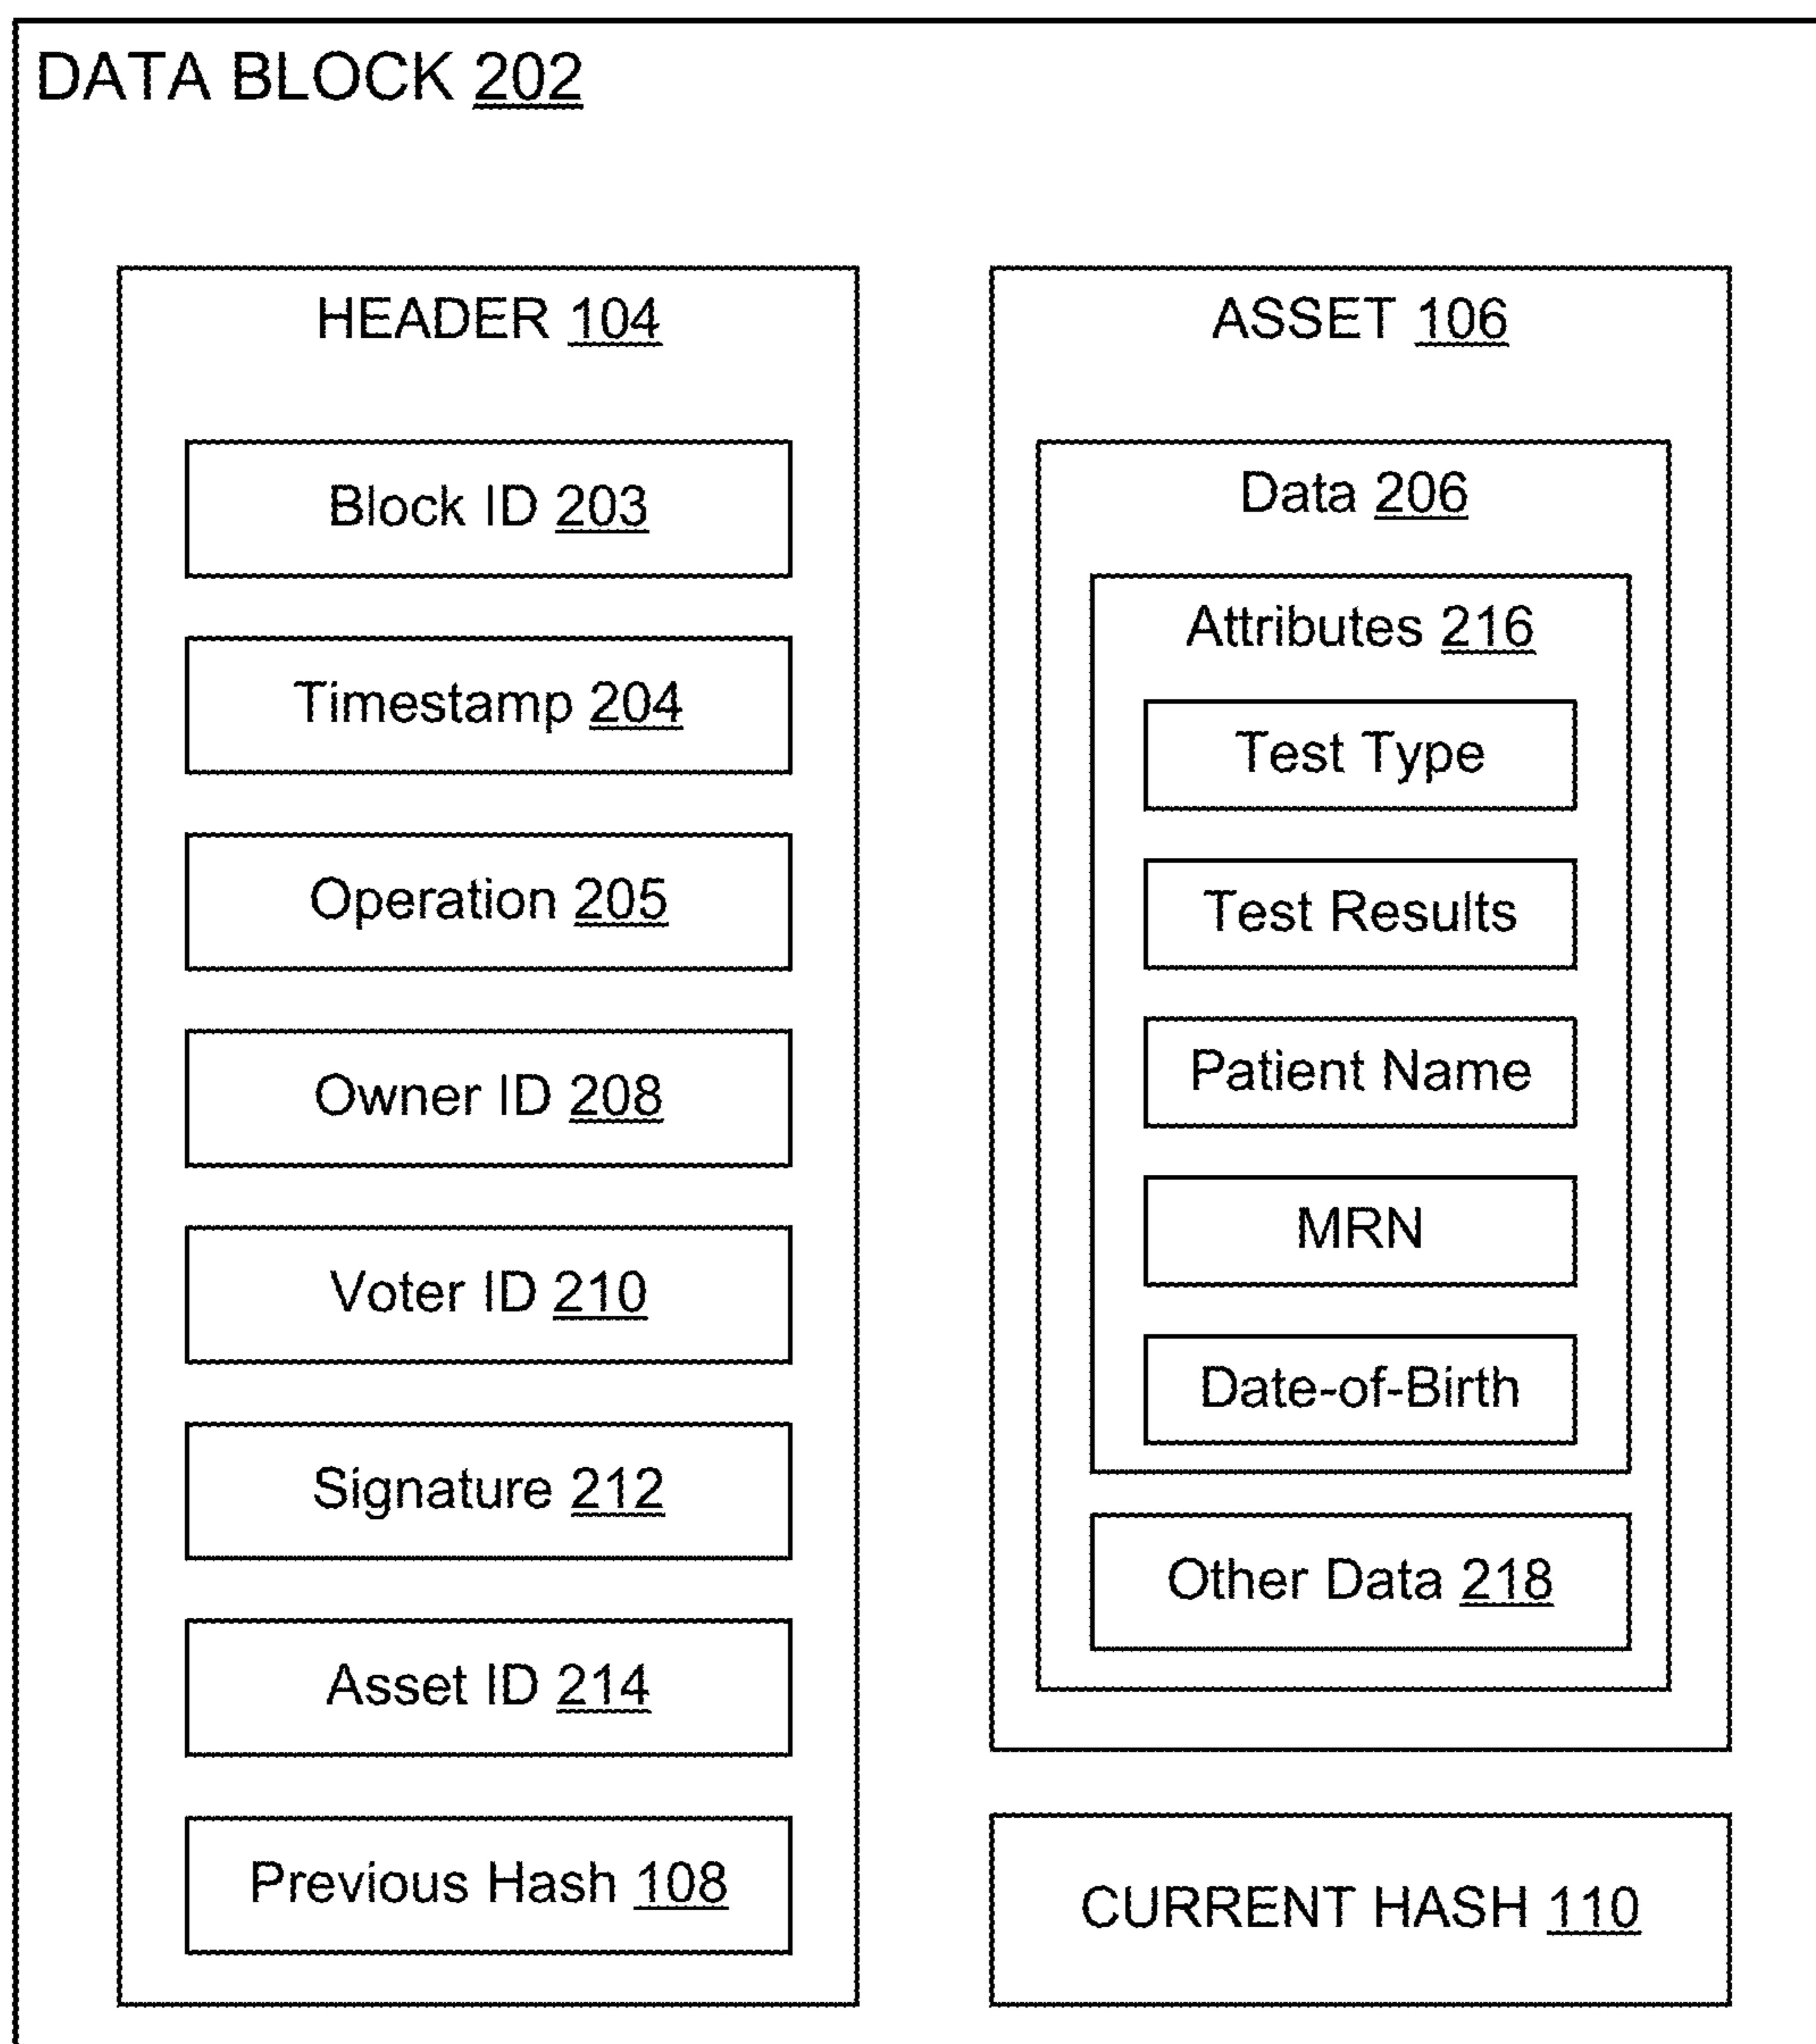 DATA BLOCK 202
HEADER 104
Block ID 203
Timestamp 204
Operation 205
Owner ID 208
Voter ID 210
Signature 212
Asset ID 214
Previous Hash 108
ASSET 106
Data 206
Attributes 216
Test Type
Test Results
Patient Name
MRN
Date-of-Birth
Other Data 218
CURRENT HASH 110